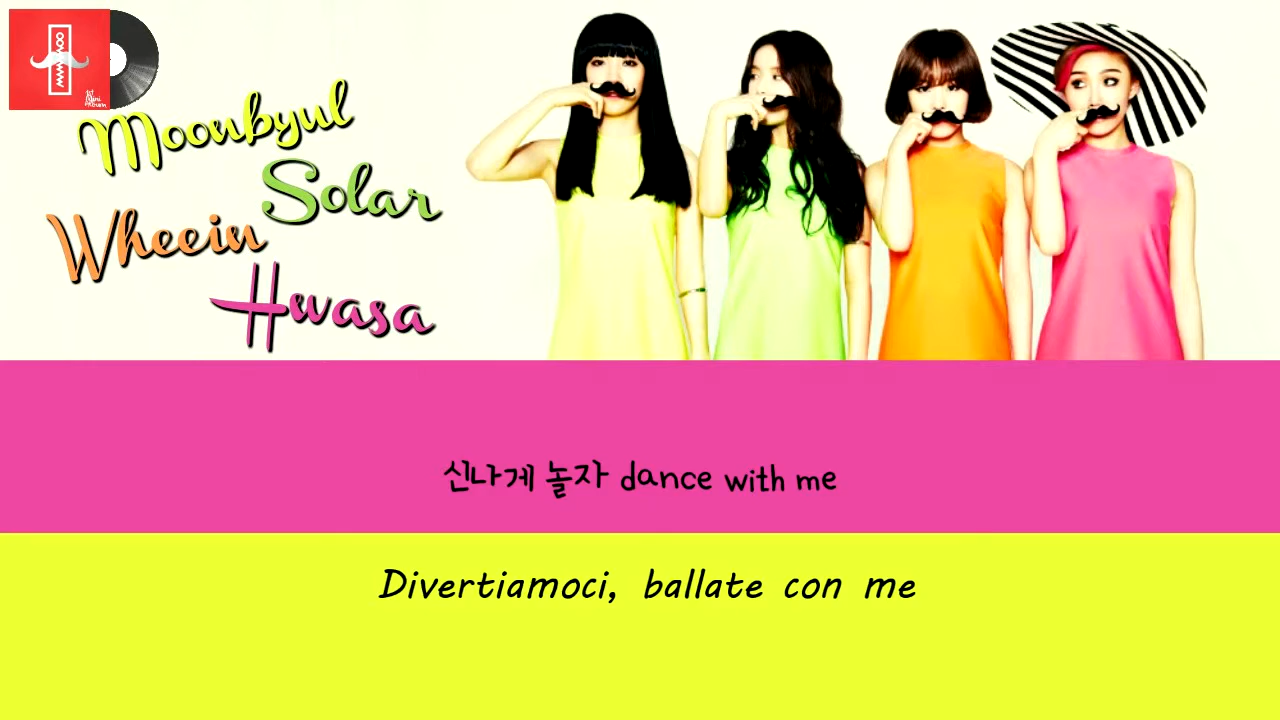 Moonbyul
Solar
Wheein
Hwasa
신나게 놀자 dance with me
Divertiamoci, ballate con me